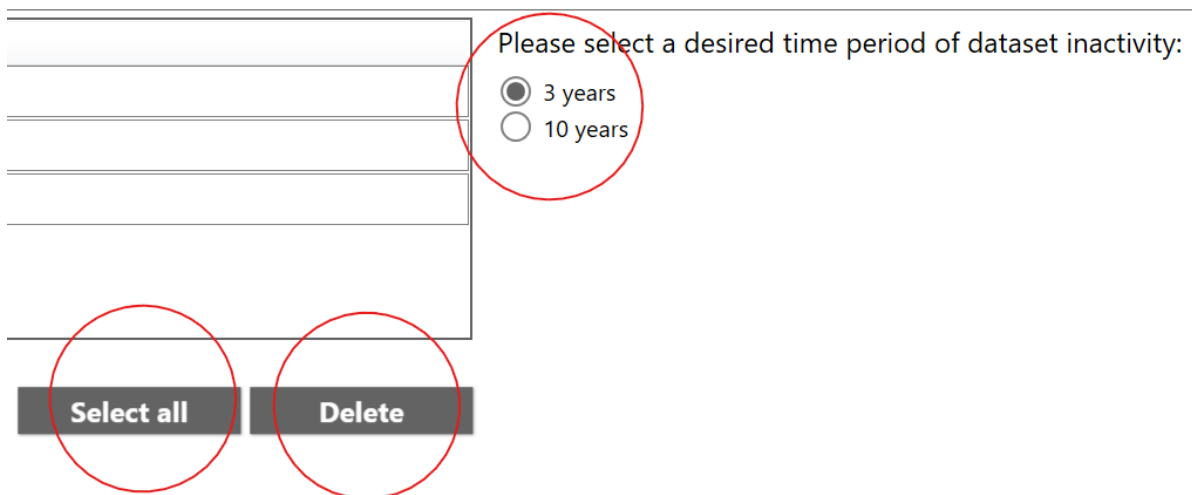 Please select a desired time period of dataset inactivity:
3 years
10 years
Select all
Delete